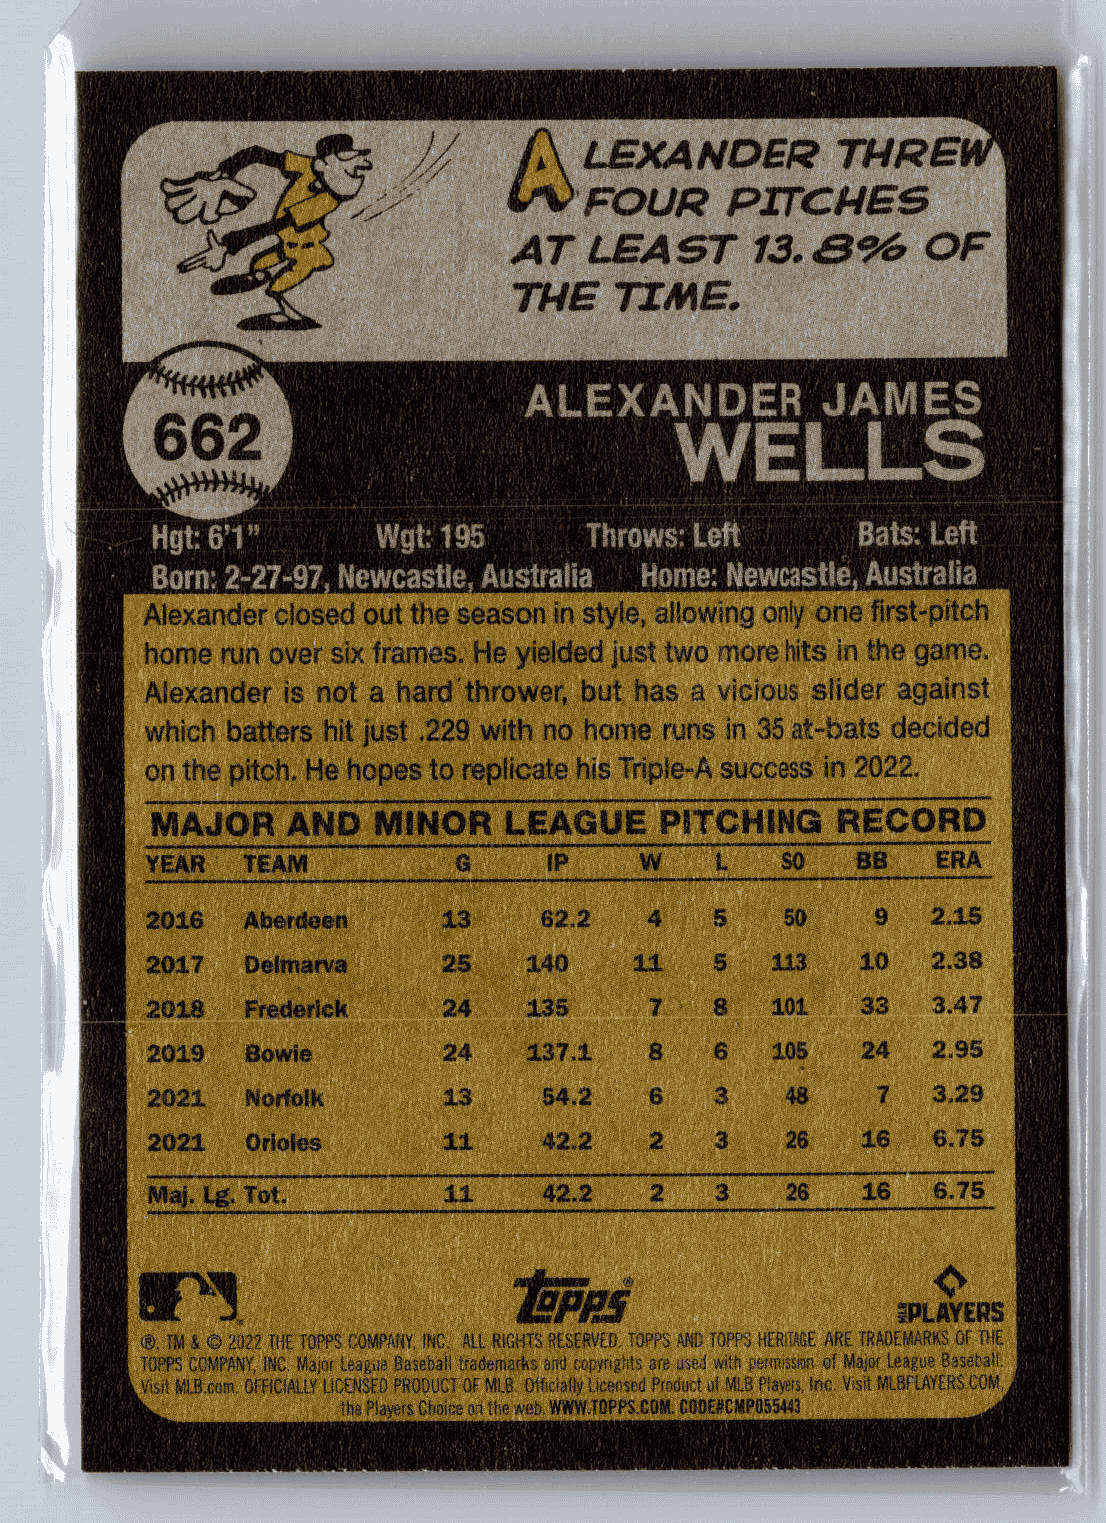 ALEXANDER THREW
FOUR PITCHES
AT LEAST 13.8% OF
THE TIME.
662
ALEXANDER JAMES
WELLS
Hgt: 6'1" Wgt: 195 Throws: Left Bats: Left
Born: 2-27-97, Newcastle, Australia Home: Newcastle, Australia
Alexander closed out the season in style, allowing only one first-pitch
home run over six frames. He yielded just two more hits in the game.
Alexander is not a hard thrower, but has a vicious slider against
which batters hit just .229 with no home runs in 35 at-bats decided
on the pitch. He hopes to replicate his Triple-A success in 2022.
MAJOR AND MINOR LEAGUE PITCHING RECORD
YEAR TEAM G IP W L SO BB ERA
2016 Aberdeen 13 62.2 4 5 50 9 2.15
2017 Delmarva 25 140 11 5 113 10 2.38
2018 Frederick 24 135 7 8 101 33 3.47
2019 Bowie 24 137.1 8 6 105 24 2.95
2021 Norfolk 13 54.2 6 3 48 7 3.29
2021 Orioles 11 42.2 2 3 26 16 6.75
Maj. Lg. Tot. 11 42.2 2 3 26 16 6.75
topps® MLB PLAYERS
®, TM & © 2022 THE TOPPS COMPANY, INC. ALL RIGHTS RESERVED. TOPPS AND TOPPS HERITAGE ARE TRADEMARKS OF THE
TOPPS COMPANY, INC. Major League Baseball trademarks and copyrights are used with permission of Major League Baseball.
Visit MLB.com. OFFICIALLY LICENSED PRODUCT OF MLB Officially Licensed Product of MLB Players, Inc. Visit MLBPLAYERS.COM,
the Players Choice on the web. WWW.TOPPS.COM. CODE#CMP055443